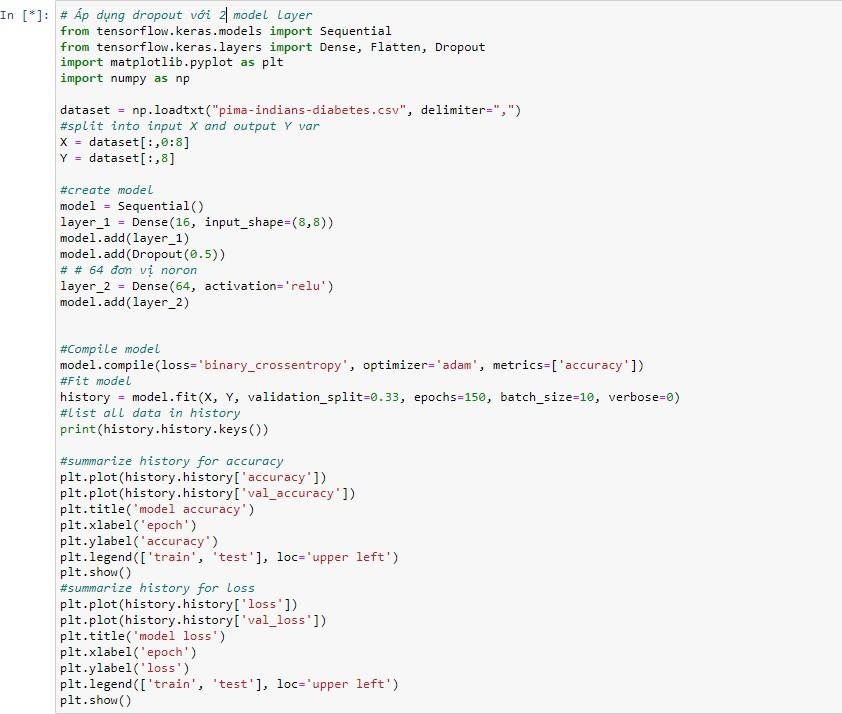 In [*]: # Áp dụng dropout với 2 model layer
from tensorflow.keras.models import Sequential
from tensorflow.keras.layers import Dense, Flatten, Dropout
import matplotlib.pyplot as plt
import numpy as np

dataset = np.loadtxt("pima-indians-diabetes.csv", delimiter=",")
#split into input X and output Y var
X = dataset[:,0:8]
Y = dataset[:,8]

#create model
model = Sequential()
layer_1 = Dense(16, input_shape=(8,8))
model.add(layer_1)
model.add(Dropout(0.5))
# # 64 đơn vị noron
layer_2 = Dense(64, activation='relu')
model.add(layer_2)

#Compile model
model.compile(loss='binary_crossentropy', optimizer='adam', metrics=['accuracy'])
#Fit model
history = model.fit(X, Y, validation_split=0.33, epochs=150, batch_size=10, verbose=0)
#list all data in history
print(history.history.keys())

#summarize history for accuracy
plt.plot(history.history['accuracy'])
plt.plot(history.history['val_accuracy'])
plt.title('model accuracy')
plt.xlabel('epoch')
plt.ylabel('accuracy')
plt.legend(['train', 'test'], loc='upper left')
plt.show()
#summarize history for loss
plt.plot(history.history['loss'])
plt.plot(history.history['val_loss'])
plt.title('model loss')
plt.xlabel('epoch')
plt.ylabel('loss')
plt.legend(['train', 'test'], loc='upper left')
plt.show()